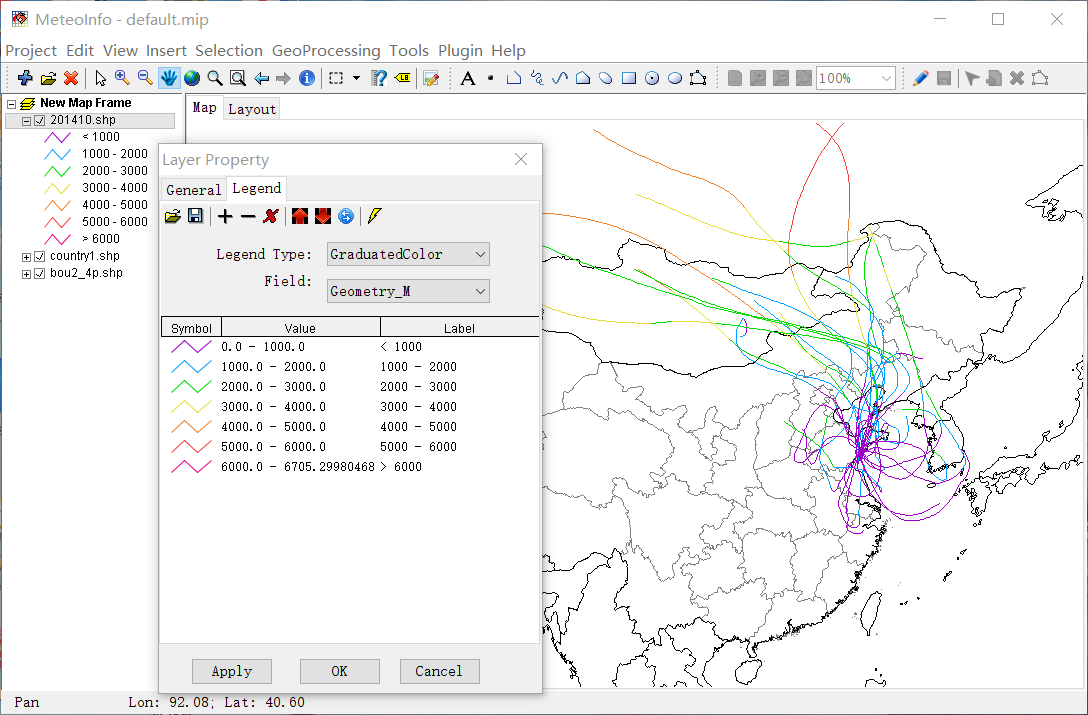 MeteoInfo - default.mip
Project Edit View Insert Selection GeoProcessing Tools Plugin Help
A LB 100%
New Map Frame
201410.shp
< 1000
1000 - 2000
2000 - 3000
3000 - 4000
4000 - 5000
5000 - 6000
> 6000
country1.shp
bou2_4p.shp
Map Layout
Layer Property
General Legend
Legend Type: GraduatedColor
Field: Geometry_M
Symbol Value Label
0.0 - 1000.0 < 1000
1000.0 - 2000.0 1000 - 2000
2000.0 - 3000.0 2000 - 3000
3000.0 - 4000.0 3000 - 4000
4000.0 - 5000.0 4000 - 5000
5000.0 - 6000.0 5000 - 6000
6000.0 - 6705.29980468 > 6000
Apply OK Cancel
Pan Lon: 92.08; Lat: 40.60